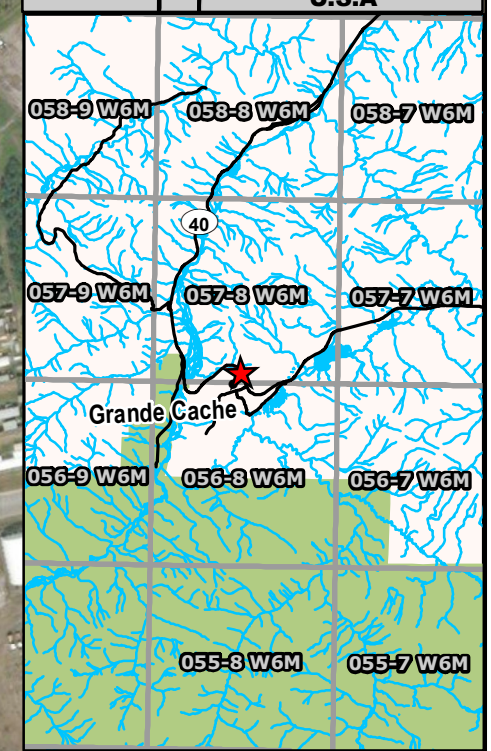 U.S.A
058-9 W6M
058-8 W6M
058-7 W6M
40
057-9 W6M
057-8 W6M
057-7 W6M
Grande Cache
056-9 W6M
056-8 W6M
056-7 W6M
055-8 W6M
055-7 W6M